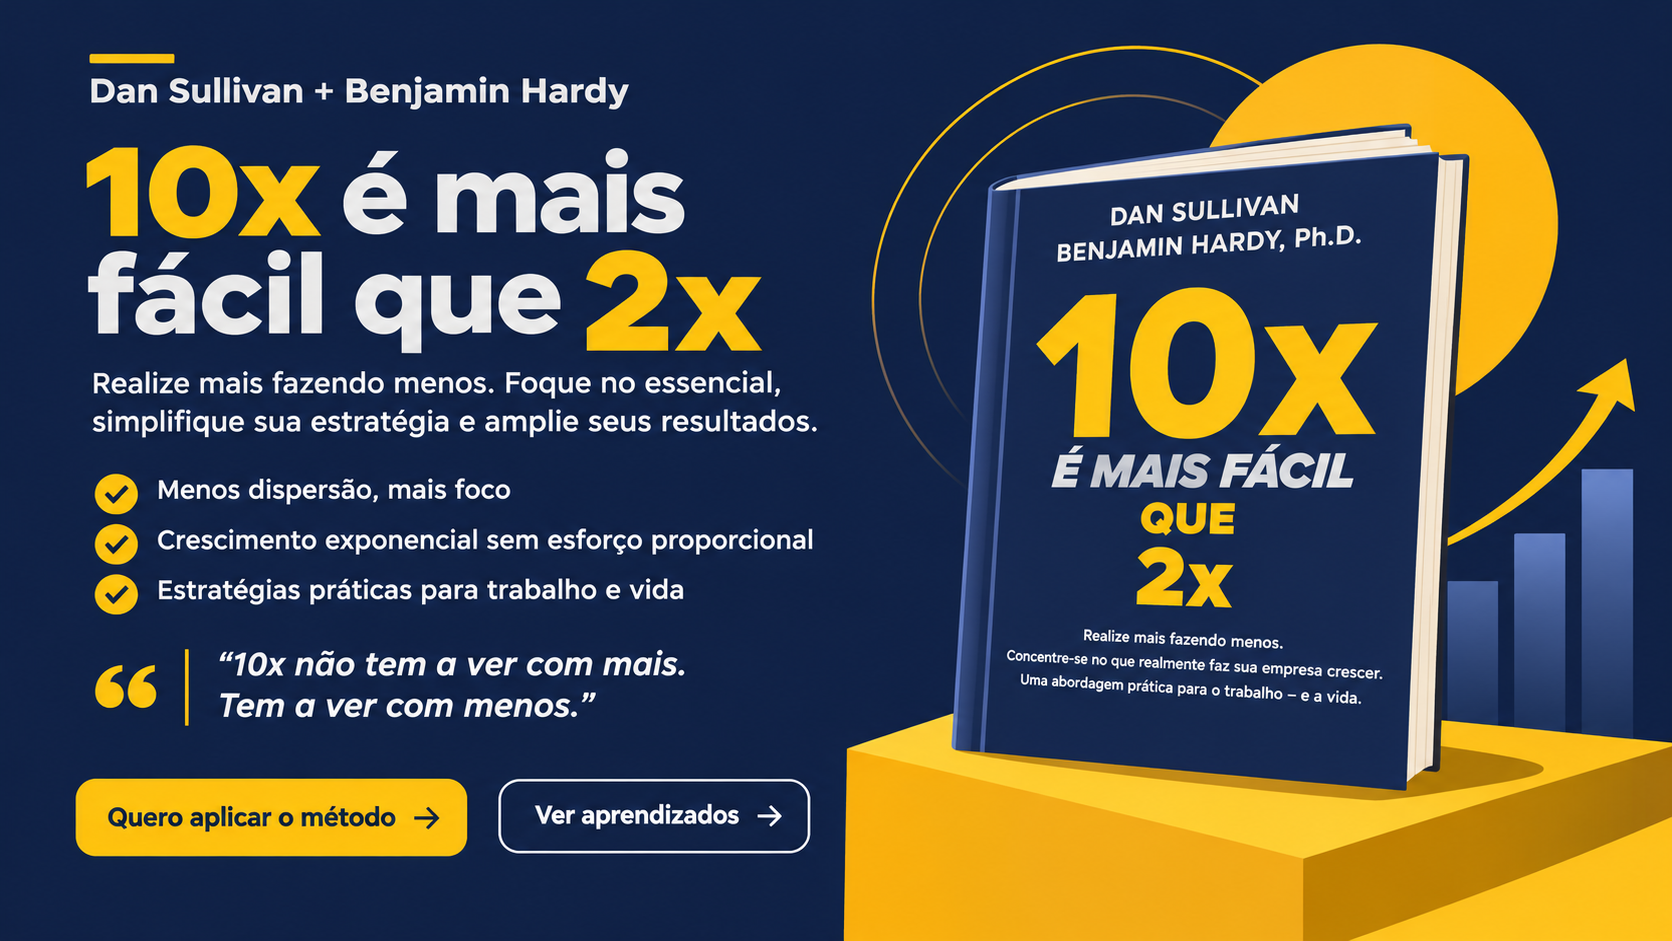 Dan Sullivan + Benjamin Hardy
10x é mais
fácil que 2x
Realize mais fazendo menos. Foque no essencial,
simplifique sua estratégia e amplie seus resultados.
Menos dispersão, mais foco
Crescimento exponencial sem esforço proporcional
Estratégias práticas para trabalho e vida
“10x não tem a ver com mais.
Tem a ver com menos.”
Quero aplicar o método →
Ver aprendizados →
DAN SULLIVAN
BENJAMIN HARDY, Ph.D.
10x
É MAIS FÁCIL
QUE
2x
Realize mais fazendo menos.
Concentre-se no que realmente faz sua empresa crescer.
Uma abordagem prática para o trabalho – e a vida.